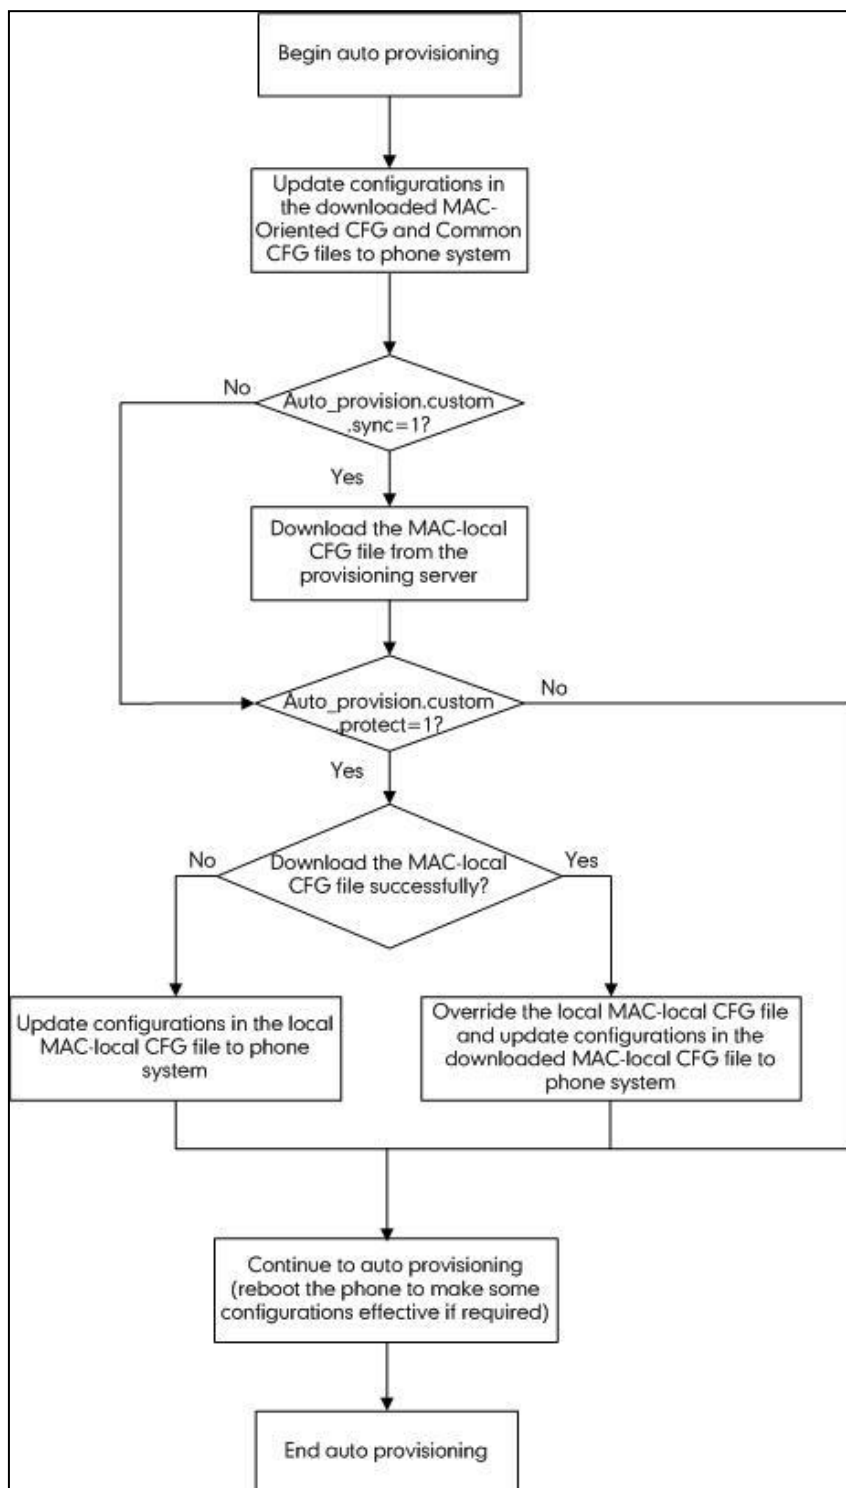 Begin auto provisioning
Update configurations in
the downloaded MAC-
Oriented CFG and Common
CFG files to phone system
No
Auto_provision.custom
.sync=1?
Yes
Download the MAC-local
CFG file from the
provisioning server
Auto_provision.custom
.protect=1?
No
Yes
Download the MAC-local
CFG file successfully?
No
Yes
Update configurations in the local
MAC-local CFG file to phone
system
Override the local MAC-local CFG file
and update configurations in the
downloaded MAC-local CFG file to
phone system
Continue to auto provisioning
(reboot the phone to make some
configurations effective if required)
End auto provisioning